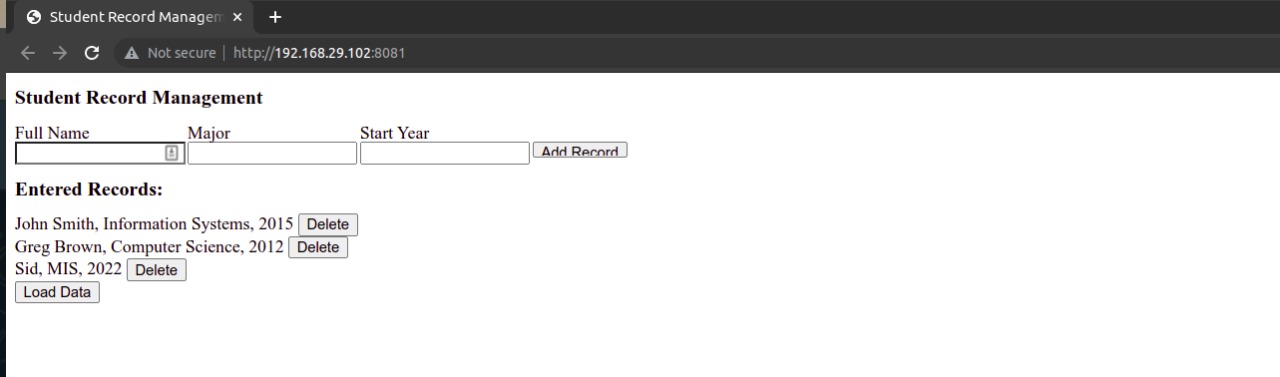 Student Record Managem
Not secure | http://192.168.29.102:8081
Student Record Management
Full Name Major Start Year
Add Record
Entered Records:
John Smith, Information Systems, 2015 Delete
Greg Brown, Computer Science, 2012 Delete
Sid, MIS, 2022 Delete
Load Data